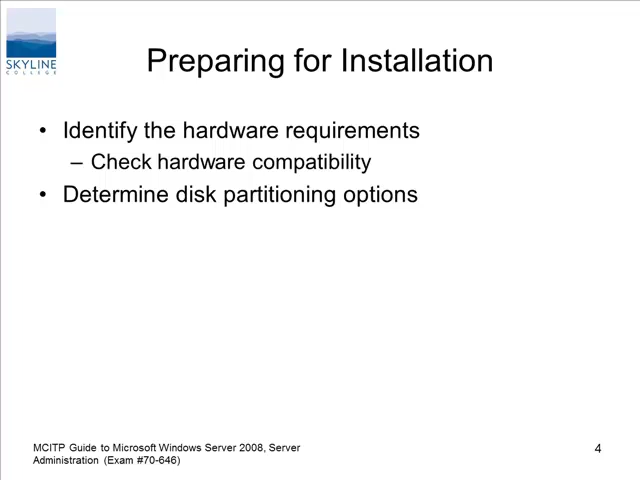 SKYLINE
COLLEGE
Preparing for Installation
• Identify the hardware requirements
– Check hardware compatibility
• Determine disk partitioning options
MCITP Guide to Microsoft Windows Server 2008, Server
Administration (Exam #70-646)
4